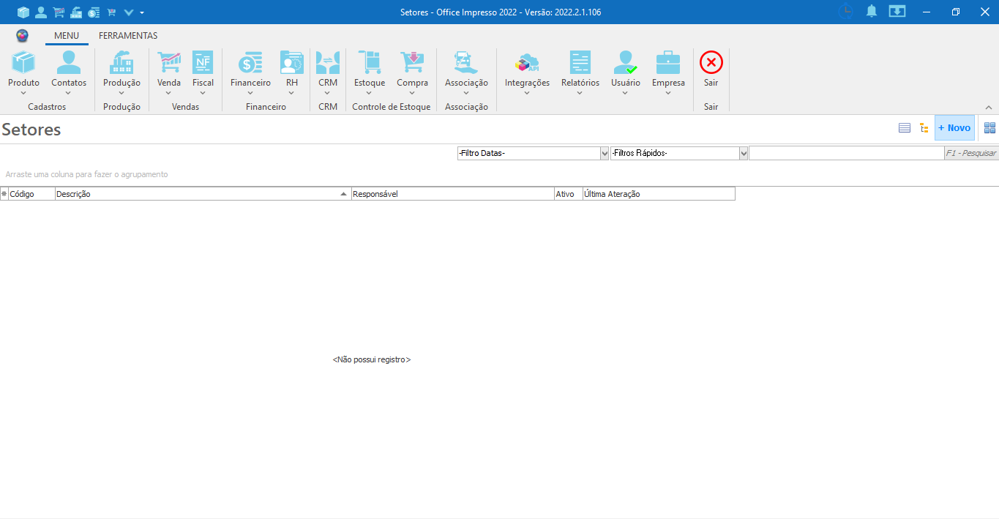 Setores - Office Impresso 2022 - Versão: 2022.2.1.106
MENU FERRAMENTAS
NF API
Produto Contatos Produção Venda Fiscal Financeiro RH CRM Estoque Compra Associação Integrações Relatórios Usuário Empresa Sair
Cadastros Produção Vendas Financeiro CRM Controle de Estoque Associação Sair
Setores
+ Novo
-Filtro Datas- -Filtros Rápidos- F1 - Pesquisar
Arraste uma coluna para fazer o agrupamento
Código Descrição Responsável Ativo Última Ateração
<Não possui registro>